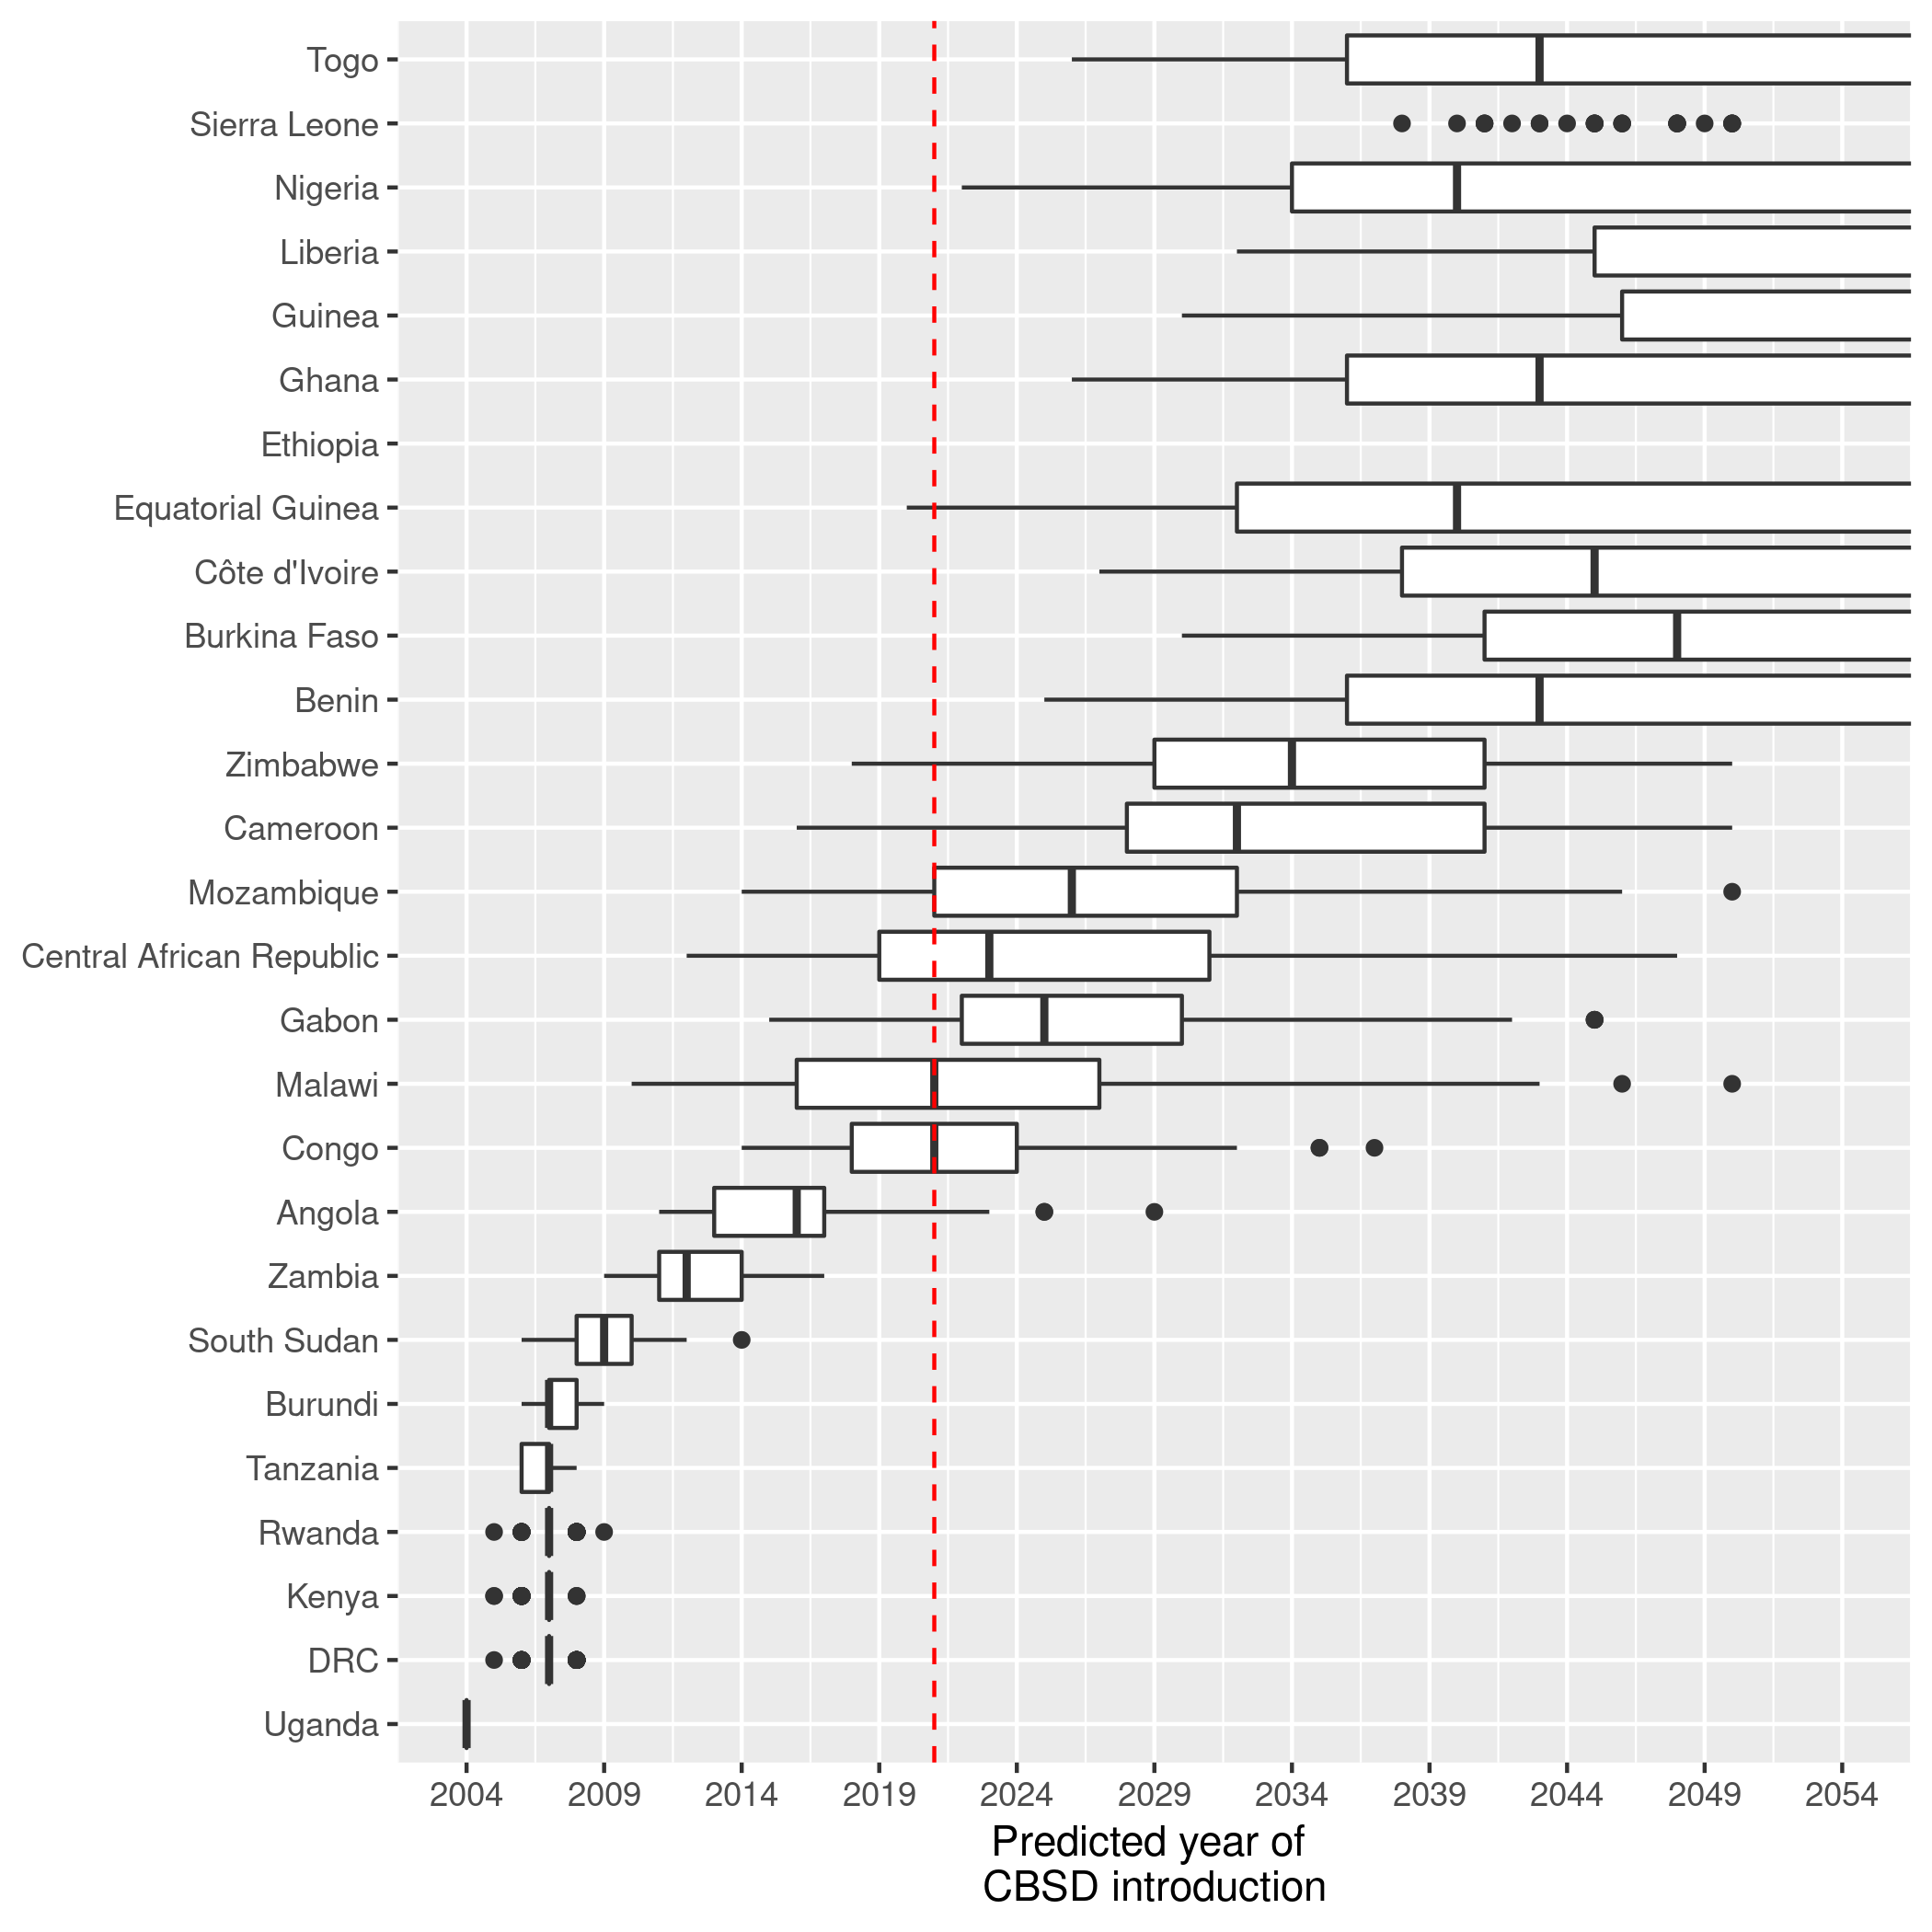 Togo
Sierra Leone
Nigeria
Liberia
Guinea
Ghana
Ethiopia
Equatorial Guinea
Côte d'Ivoire
Burkina Faso
Benin
Zimbabwe
Cameroon
Mozambique
Central African Republic
Gabon
Malawi
Congo
Angola
Zambia
South Sudan
Burundi
Tanzania
Rwanda
Kenya
DRC
Uganda
2004 2009 2014 2019 2024 2029 2034 2039 2044 2049 2054
Predicted year of
CBSD introduction